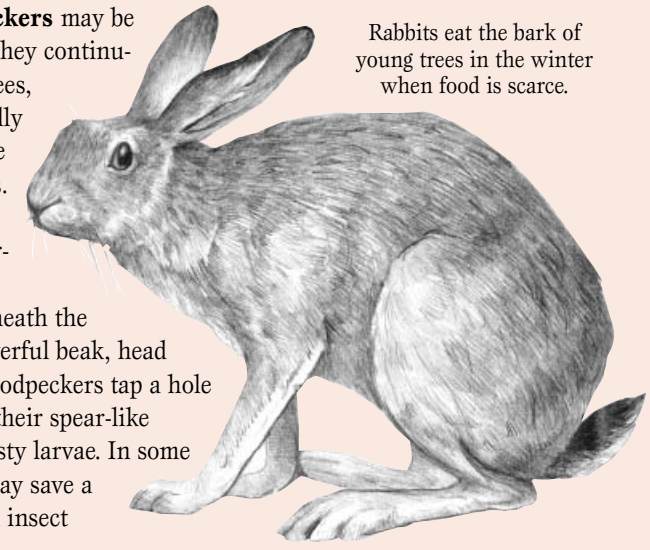 ckers may be
hey continu-
ees,
lly
e
s.
r-
neath the
erful beak, head
odpeckers tap a hole
their spear-like
sty larvae. In some
ay save a
insect
Rabbits eat the bark of
young trees in the winter
when food is scarce.